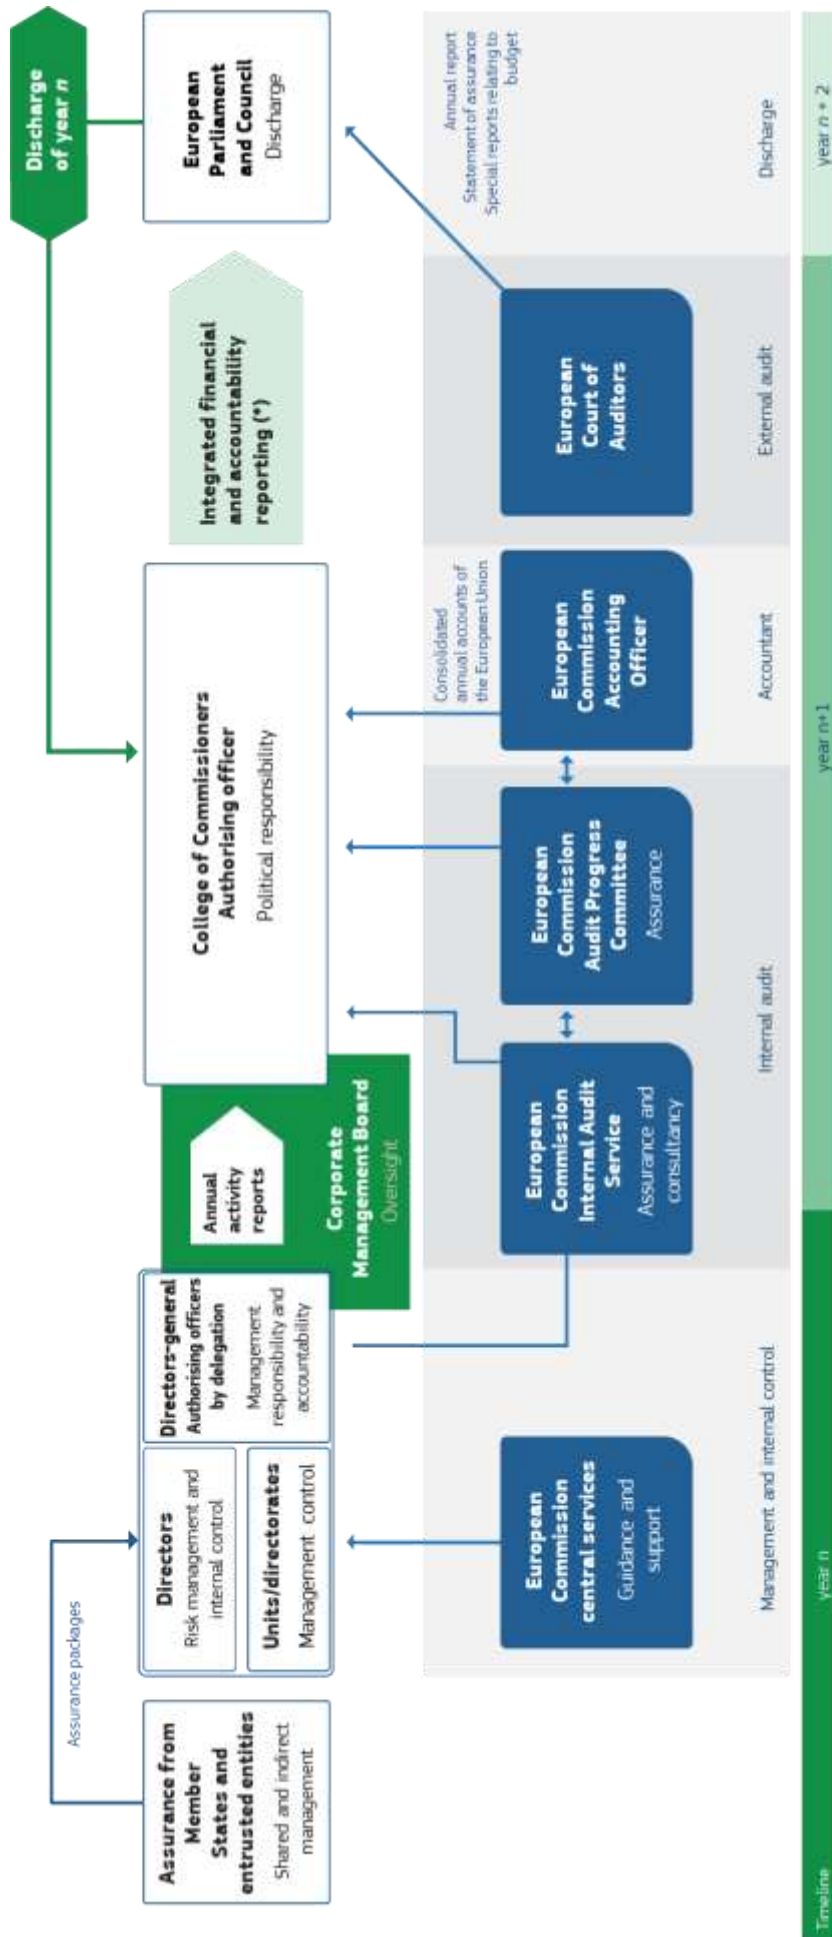 Assurance packages
Discharge
of year n
Assurance from
Member
States and
entrusted entities
Shared and indirect
management
Directors
Risk management and
internal control
Units/directorates
Management control
Directors-general
Authorising officers
by delegation
Management
responsibility and
accountability
Annual
activity
reports
Corporate
Management Board
Oversight
College of Commissioners
Authorising officer
Political responsibility
Integrated financial
and accountability
reporting (*)
European
Parliament
and Council
Discharge
Consolidated
annual accounts of
the European Union
Annual report
Statement of assurance
Special reports relating to
budget
European
Commission
central services
Guidance and
support
European
Commission
Internal Audit
Service
Assurance and
consultancy
European
Commission
Audit Progress
Committee
Assurance
European
Commission
Accounting
Officer
European
Court of
Auditors
Management and internal control
Internal audit
Accountant
External audit
Discharge
Timeline
year n
year n+1
year n + 2